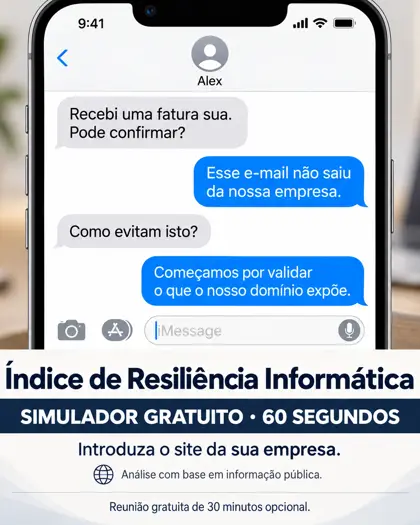 9:41
Alex
Recebi uma fatura sua.
Pode confirmar?
Esse e-mail não saiu
da nossa empresa.
Como evitam isto?
Começamos por validar
o que o nosso domínio expõe.
iMessage
Índice de Resiliência Informática
SIMULADOR GRATUITO · 60 SEGUNDOS
Introduza o site da sua empresa.
Análise com base em informação pública.
Reunião gratuita de 30 minutos opcional.